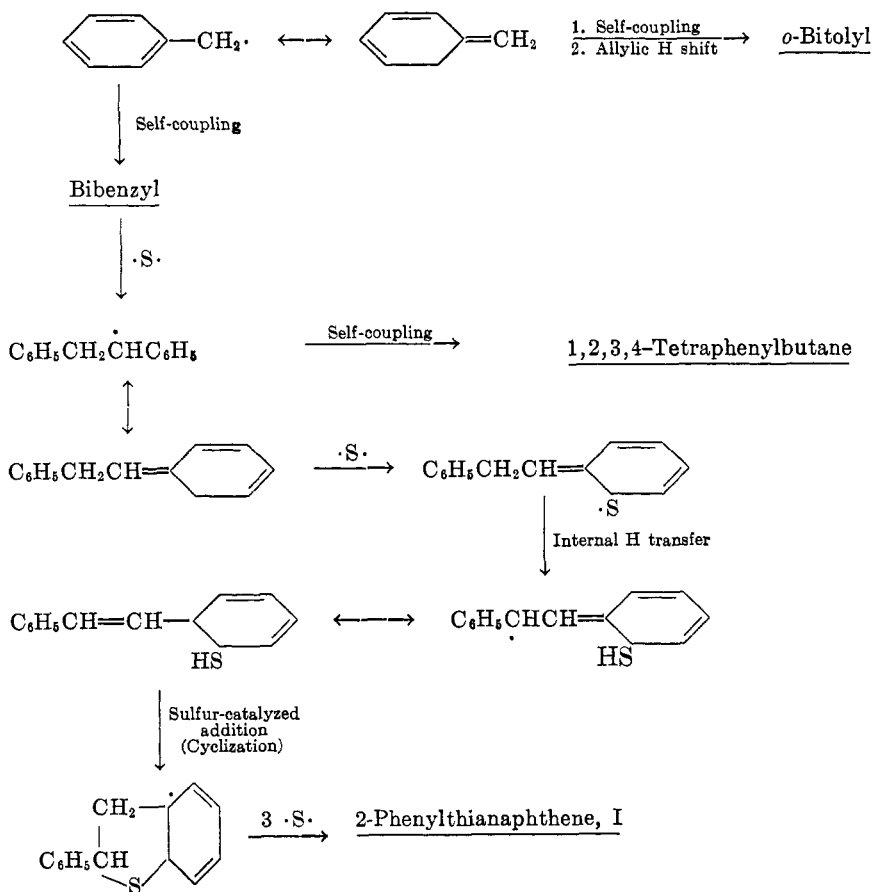 —CH₂· ⟷ =CH₂ 1. Self-coupling
2. Allylic H shift
o-Bitolyl
Self-coupling
Bibenzyl
·S·
C₆H₅CH₂ĊHC₆H₅ Self-coupling 1,2,3,4–Tetraphenylbutane
C₆H₅CH₂CH= ·S· C₆H₅CH₂CH=
·S
Internal H transfer
C₆H₅CH=CH— ⟷ C₆H₅CHCH=
·
HS HS
Sulfur-catalyzed
addition
(Cyclization)
CH₂— · 3 ·S· 2-Phenylthianaphthene, I
C₆H₅CH
S